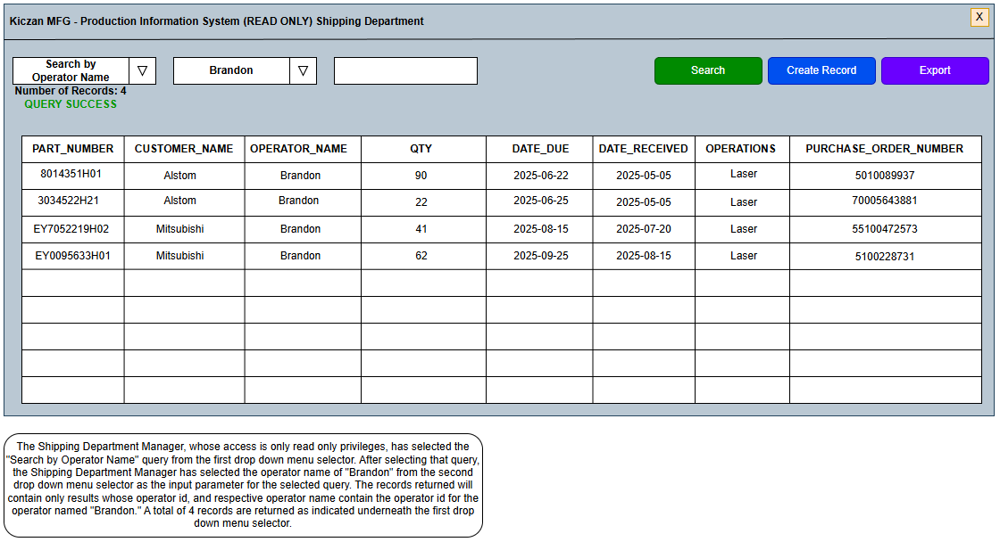 Kiczan MFG - Production Information System (READ ONLY) Shipping Department
X
Search by
Operator Name
▽
Brandon
▽
Search
Create Record
Export
Number of Records: 4
QUERY SUCCESS
PART_NUMBER CUSTOMER_NAME OPERATOR_NAME QTY DATE_DUE DATE_RECEIVED OPERATIONS PURCHASE_ORDER_NUMBER
8014351H01 Alstom Brandon 90 2025-06-22 2025-05-05 Laser 5010089937
3034522H21 Alstom Brandon 22 2025-06-25 2025-05-05 Laser 70005643881
EY7052219H02 Mitsubishi Brandon 41 2025-08-15 2025-07-20 Laser 55100472573
EY0095633H01 Mitsubishi Brandon 62 2025-09-25 2025-08-15 Laser 5100228731
The Shipping Department Manager, whose access is only read only privileges, has selected the
"Search by Operator Name" query from the first drop down menu selector. After selecting that query,
the Shipping Department Manager has selected the operator name of "Brandon" from the second
drop down menu selector as the input parameter for the selected query. The records returned will
contain only results whose operator id, and respective operator name contain the operator id for the
operator named "Brandon." A total of 4 records are returned as indicated underneath the first drop
down menu selector.